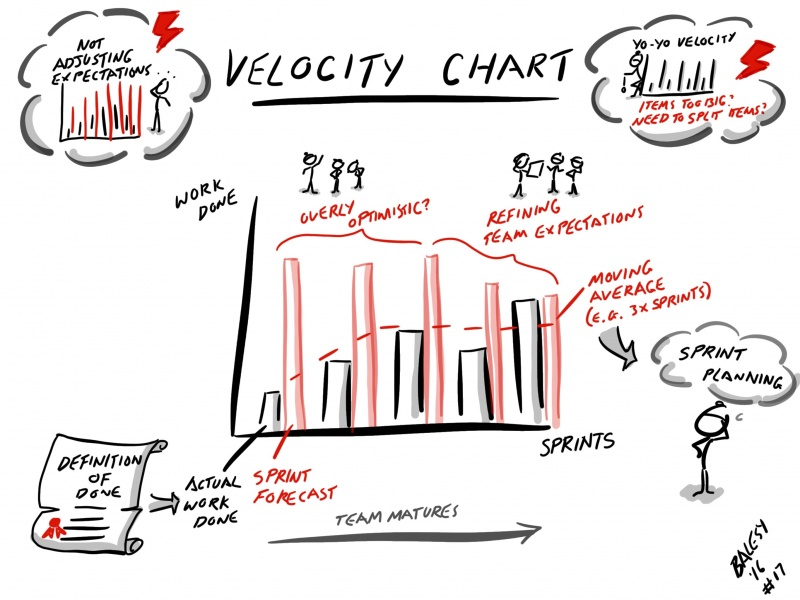 NOT
ADJUSTING
EXPECTATIONS
VELOCITY CHART
YO-YO VELOCITY
ITEMS TOO BIG?
NEED TO SPLIT ITEMS?
WORK
DONE
OVERLY OPTIMISTIC?
REFINING
TEAM EXPECTATIONS
MOVING
AVERAGE
(E.G. 3X SPRINTS)
SPRINT
PLANNING
SPRINTS
DEFINITION
OF
DONE
ACTUAL
WORK
DONE
SPRINT
FORECAST
TEAM MATURES
BALESY
'16
#17